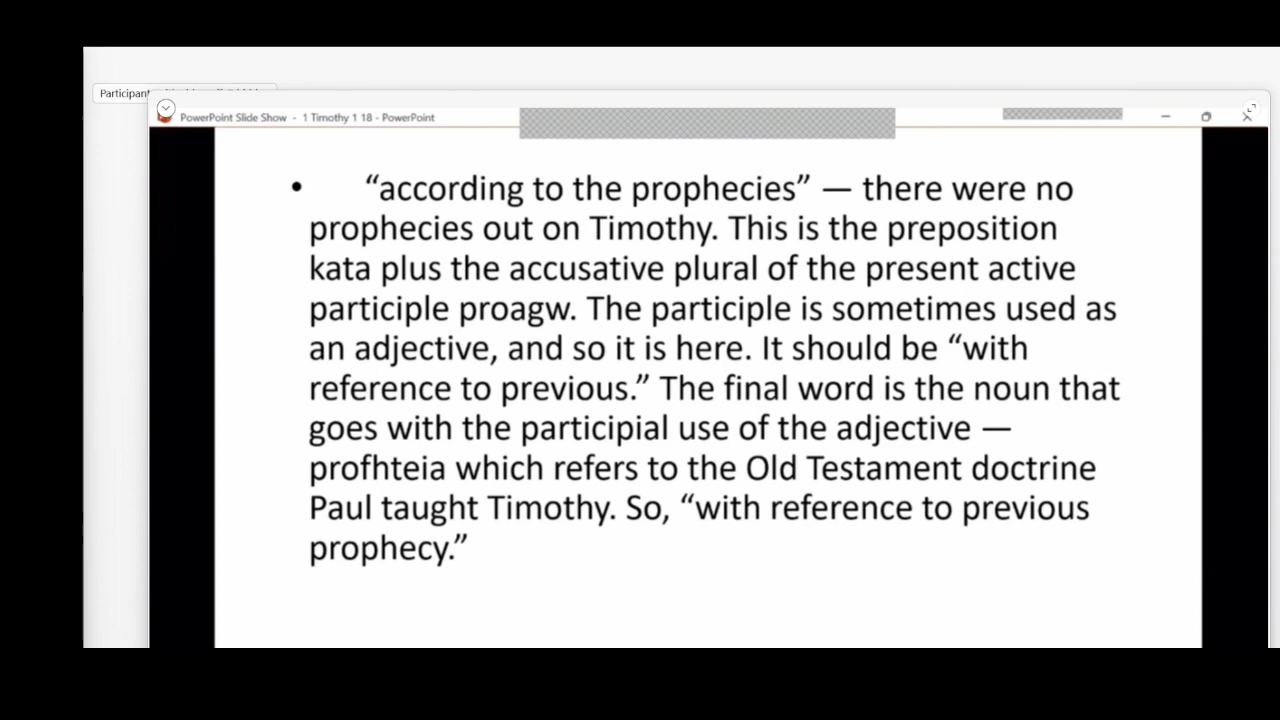 Participant
PowerPoint Slide Show - 1 Timothy 1 18 - PowerPoint
• “according to the prophecies” — there were no
prophecies out on Timothy. This is the preposition
kata plus the accusative plural of the present active
participle proagw. The participle is sometimes used as
an adjective, and so it is here. It should be “with
reference to previous.” The final word is the noun that
goes with the participial use of the adjective —
profhteia which refers to the Old Testament doctrine
Paul taught Timothy. So, “with reference to previous
prophecy.”